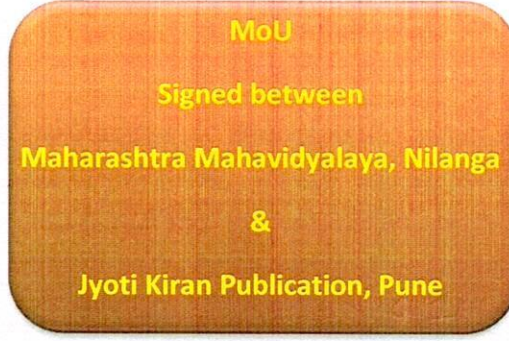 MoU
Signed between
Maharashtra Mahavidyalaya, Nilanga
&
Jyoti Kiran Publication, Pune